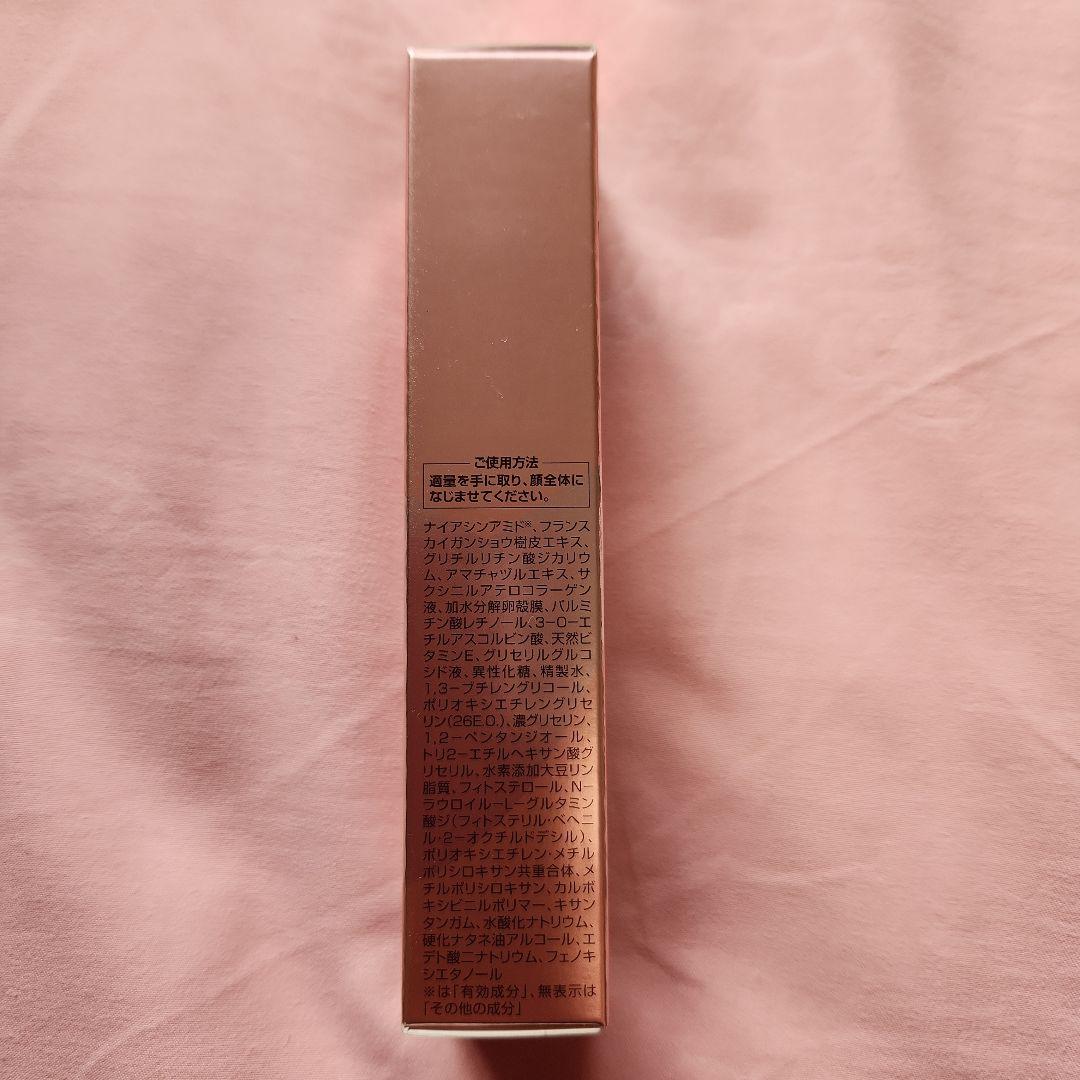 ご使用方法
適量を手に取り、顔全体に
なじませてください。
ナイアシンアミド※、フランス
カイガンショウ樹皮エキス、
グリチルリチン酸ジカリウ
ム、アマチャヅルエキス、サ
クシニルアテロコラーゲン
液、加水分解卵殻膜、パルミ
チン酸レチノール、3-O-エ
チルアスコルビン酸、天然ビ
タミンE、グリセリルグルコ
シド液、異性化糖、精製水、
1,3-ブチレングリコール、
ポリオキシエチレングリセ
リン(26E.O.)、濃グリセリン、
1,2-ペンタンジオール、
トリ2-エチルヘキサン酸グ
リセリル、水素添加大豆リン
脂質、フィトステロール、N-
ラウロイル-L-グルタミン
酸ジ(フィトステリル・ベヘニ
ル・2-オクチルドデシル)、
ポリオキシエチレン・メチル
ポリシロキサン共重合体、メ
チルポリシロキサン、カルボ
キシビニルポリマー、キサン
タンガム、水酸化ナトリウム、
硬化ナタネ油アルコール、エ
デト酸二ナトリウム、フェノキ
シエタノール
※は「有効成分」、無表示は
「その他の成分」